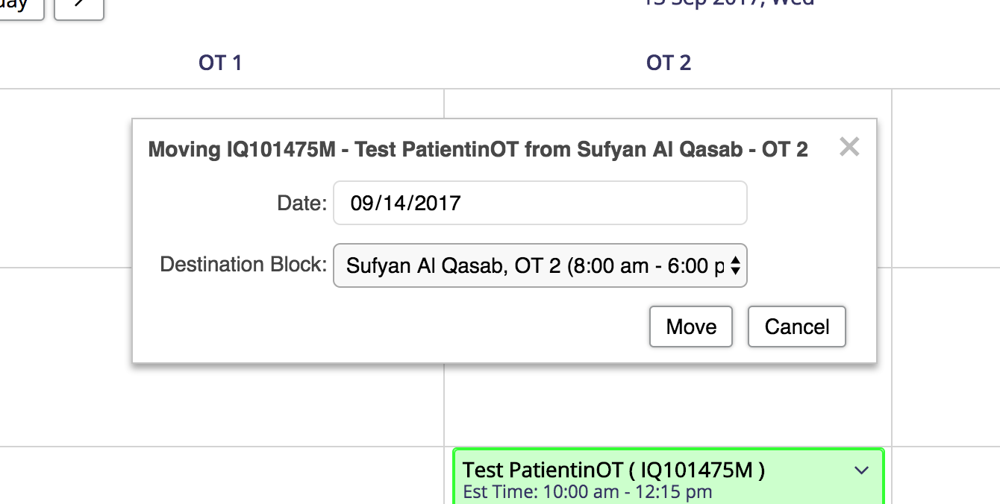 day >
13 Sep 2017, Wed
OT 1
OT 2
Moving IQ101475M - Test PatientinOT from Sufyan Al Qasab - OT 2
Date: 09/14/2017
Destination Block: Sufyan Al Qasab, OT 2 (8:00 am - 6:00 p
Move
Cancel
Test PatientinOT ( IQ101475M )
Est Time: 10:00 am - 12:15 pm